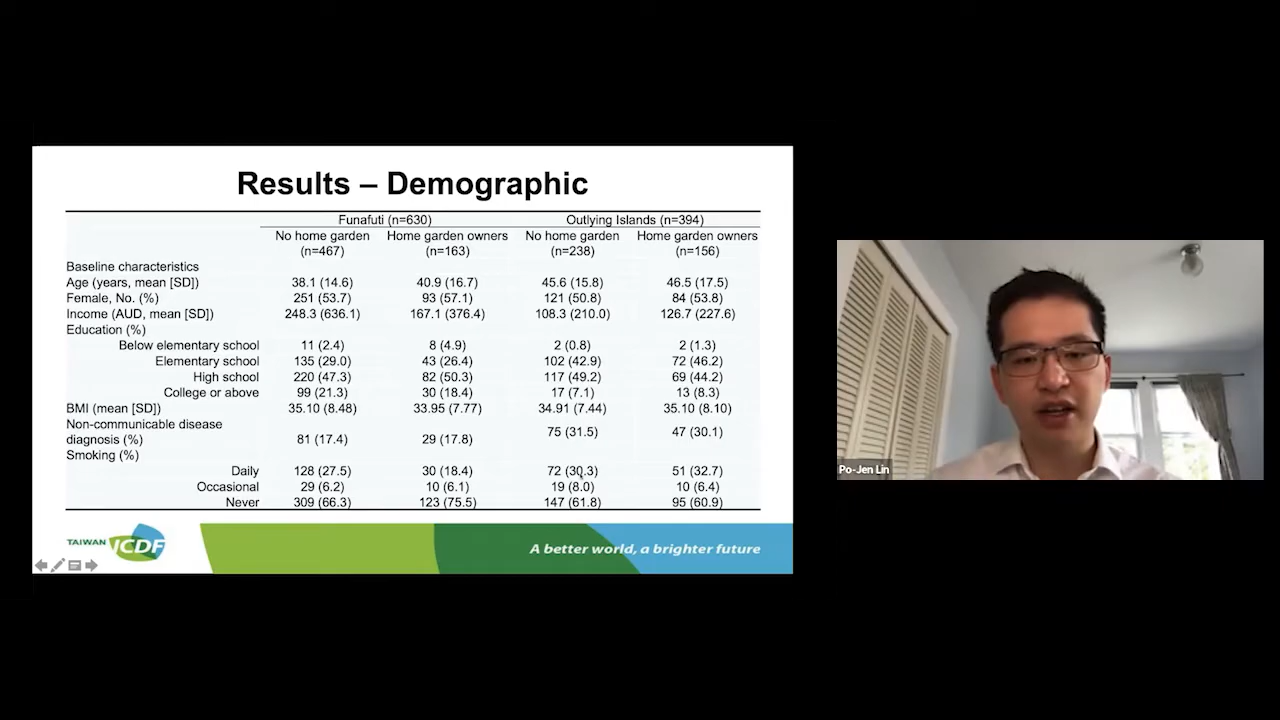 Results – Demographic
Funafuti (n=630) Outlying Islands (n=394)
No home garden Home garden owners No home garden Home garden owners
(n=467) (n=163) (n=238) (n=156)
Baseline characteristics
Age (years, mean [SD]) 38.1 (14.6) 40.9 (16.7) 45.6 (15.8) 46.5 (17.5)
Female, No. (%) 251 (53.7) 93 (57.1) 121 (50.8) 84 (53.8)
Income (AUD, mean [SD]) 248.3 (636.1) 167.1 (376.4) 108.3 (210.0) 126.7 (227.6)
Education (%)
Below elementary school 11 (2.4) 8 (4.9) 2 (0.8) 2 (1.3)
Elementary school 135 (29.0) 43 (26.4) 102 (42.9) 72 (46.2)
High school 220 (47.3) 82 (50.3) 117 (49.2) 69 (44.2)
College or above 99 (21.3) 30 (18.4) 17 (7.1) 13 (8.3)
BMI (mean [SD]) 35.10 (8.48) 33.95 (7.77) 34.91 (7.44) 35.10 (8.10)
Non-communicable disease
diagnosis (%) 81 (17.4) 29 (17.8) 75 (31.5) 47 (30.1)
Smoking (%)
Daily 128 (27.5) 30 (18.4) 72 (30.3) 51 (32.7)
Occasional 29 (6.2) 10 (6.1) 19 (8.0) 10 (6.4)
Never 309 (66.3) 123 (75.5) 147 (61.8) 95 (60.9)
TAIWAN ICDF
A better world, a brighter future
Po-Jen Lin